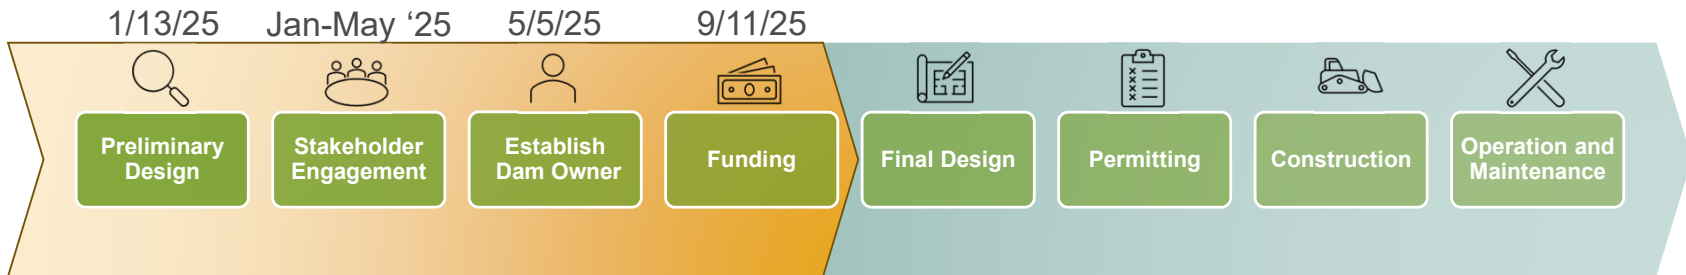 1/13/25 Jan-May ‘25 5/5/25 9/11/25
Preliminary
Design
Stakeholder
Engagement
Establish
Dam Owner
Funding
Final Design
Permitting
Construction
Operation and
Maintenance